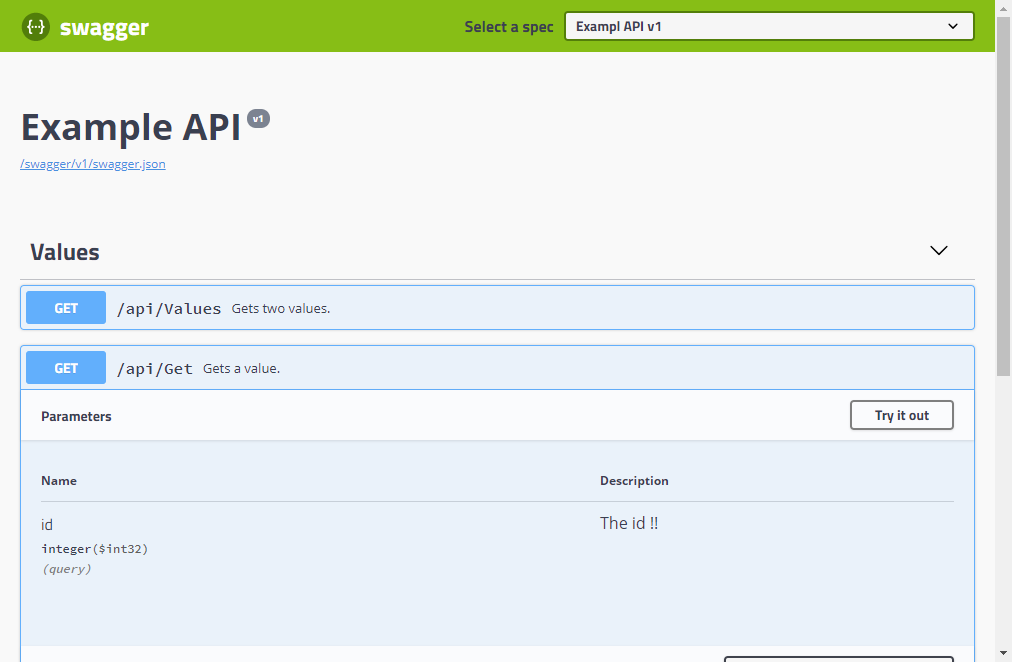 {··} swagger
Select a spec Exampl API v1
Example API v1
/swagger/v1/swagger.json
Values
GET /api/Values Gets two values.
GET /api/Get Gets a value.
Parameters Try it out
Name Description
id The id !!
integer($int32)
(query)